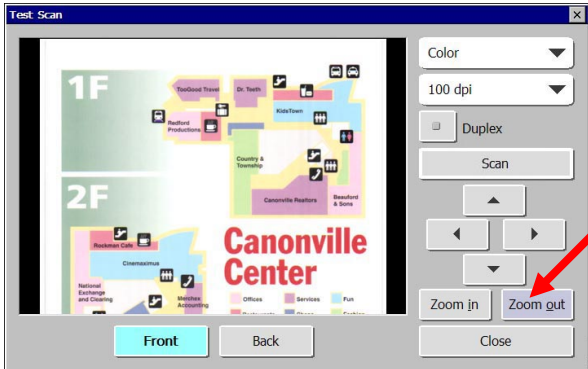 Test Scan
Color
100 dpi
Duplex
Scan
Zoom in
Zoom out
Front
Back
Close
1F
TooGood Travel
Dr. Teeth
KidsTown
Redford
Productions
Country &
Township
Canonville Realtors
Beauford
& Sons
2F
Rockman Cafe
Cinemaximus
National
Exchange
and Clearing
Merchex
Accounting
Canonville
Center
Offices
Services
Fun